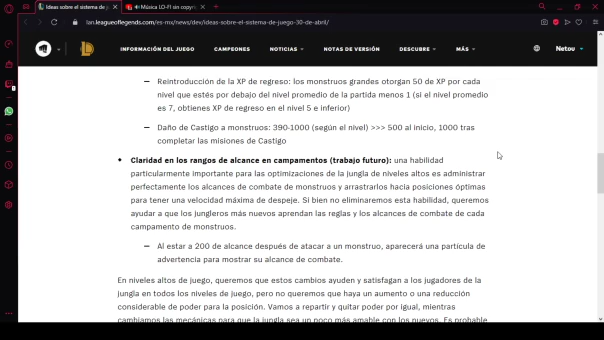 Ideas sobre el sistema de j
Música LO-FI sin copyri
lan.leagueoflegends.com/es-mx/news/dev/ideas-sobre-el-sistema-de-juego-30-de-abril/
INFORMACIÓN DEL JUEGO CAMPEONES NOTICIAS NOTAS DE VERSIÓN DESCUBRE MÁS Netou
— Reintroducción de la XP de regreso: los monstruos grandes otorgan 50 de XP por cada
nivel que estés por debajo del nivel promedio de la partida menos 1 (si el nivel promedio
es 7, obtienes XP de regreso en el nivel 5 e inferior)
— Daño de Castigo a monstruos: 390-1000 (según el nivel) >>> 500 al inicio, 1000 tras
completar las misiones de Castigo
• Claridad en los rangos de alcance en campamentos (trabajo futuro): una habilidad
particularmente importante para las optimizaciones de la jungla de niveles altos es administrar
perfectamente los alcances de combate de monstruos y arrastrarlos hacia posiciones óptimas
para tener una velocidad máxima de despeje. Si bien no eliminaremos esta habilidad, queremos
ayudar a que los jungleros más nuevos aprendan las reglas y los alcances de combate de cada
campamento de monstruos.
— Al estar a 200 de alcance después de atacar a un monstruo, aparecerá una partícula de
advertencia para mostrar su alcance de combate.
En niveles altos de juego, queremos que estos cambios ayuden y satisfagan a los jugadores de la
jungla en todos los niveles de juego, pero no queremos que haya un aumento o una reducción
considerable de poder para la posición. Vamos a repartir y quitar poder por igual, mientras
cambiamos las mecánicas para que la jungla sea un poco más amable con los nuevos. Es probable